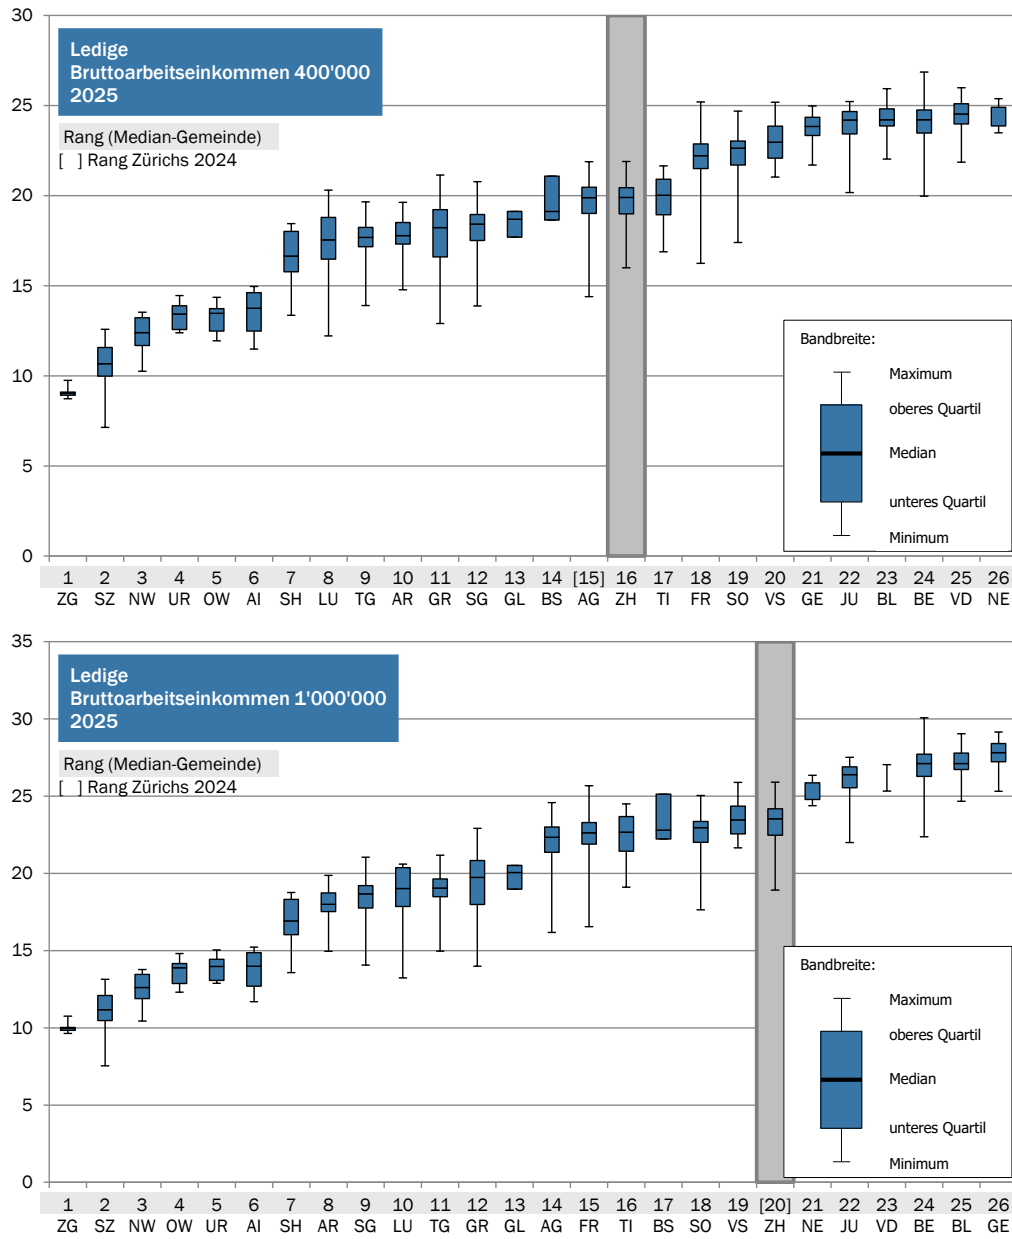 30
25
20
15
10
5
0
Ledige
Bruttoarbeitseinkommen 400'000
2025
Rang (Median-Gemeinde)
[ ] Rang Zürichs 2024
Bandbreite:
Maximum
oberes Quartil
Median
unteres Quartil
Minimum
1 2 3 4 5 6 7 8 9 10 11 12 13 14 [15] 16 17 18 19 20 21 22 23 24 25 26
ZG SZ NW UR OW AI SH LU TG AR GR SG GL BS AG ZH TI FR SO VS GE JU BL BE VD NE
35
30
25
20
15
10
5
0
Ledige
Bruttoarbeitseinkommen 1'000'000
2025
Rang (Median-Gemeinde)
[ ] Rang Zürichs 2024
Bandbreite:
Maximum
oberes Quartil
Median
unteres Quartil
Minimum
1 2 3 4 5 6 7 8 9 10 11 12 13 14 15 16 17 18 19 [20] 21 22 23 24 25 26
ZG SZ NW OW UR AI SH AR SG LU TG GR GL AG FR TI BS SO VS ZH NE JU VD BE BL GE